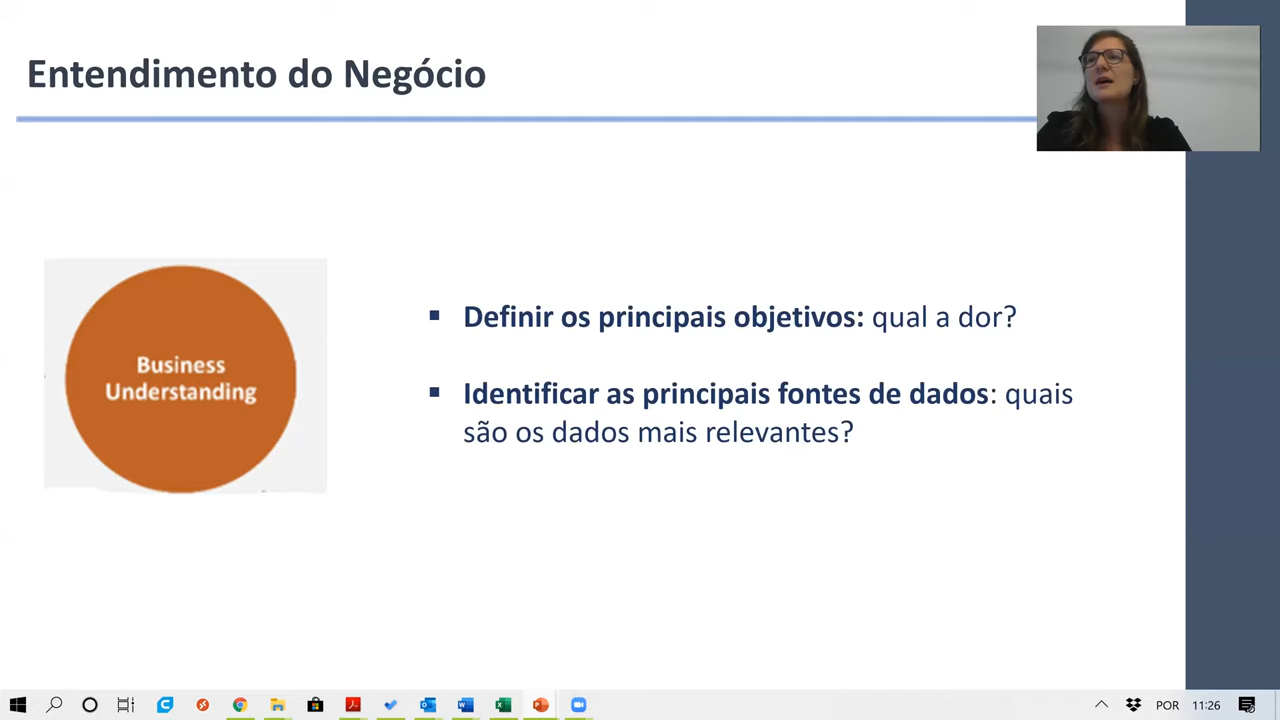 Entendimento do Negócio
Business
Understanding
▪ Definir os principais objetivos: qual a dor?
▪ Identificar as principais fontes de dados: quais
são os dados mais relevantes?
POR
11:26